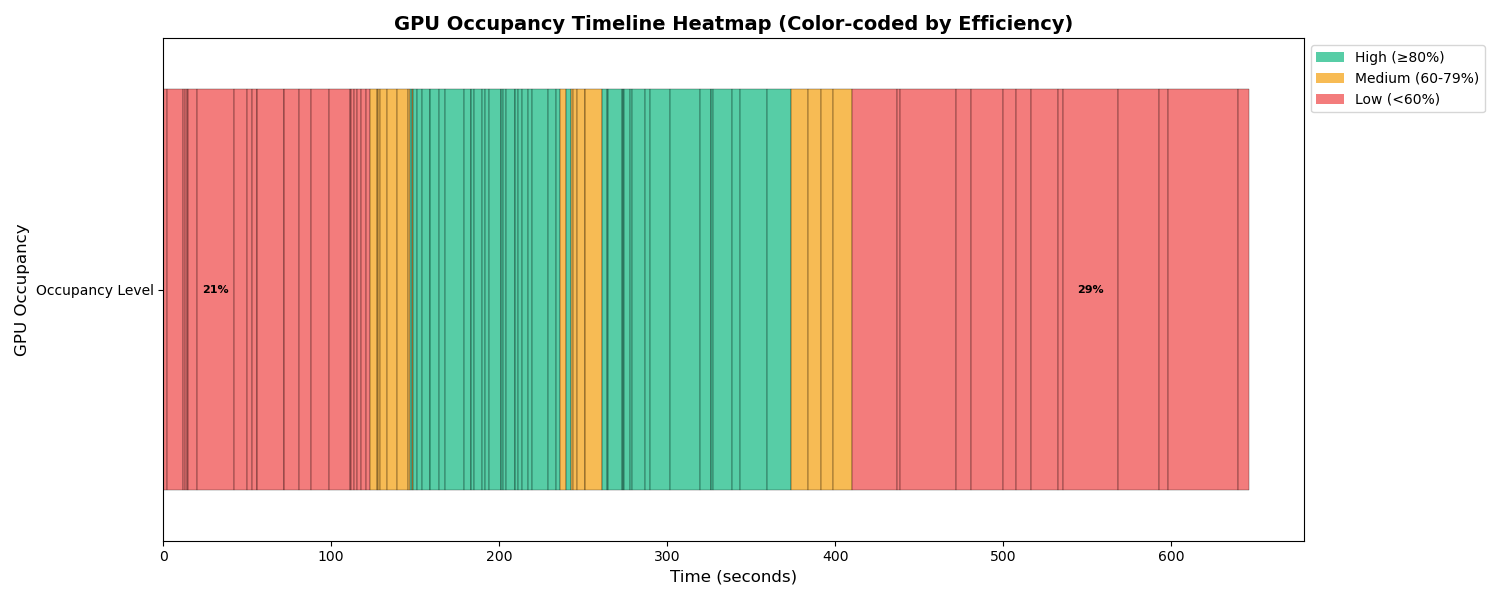 GPU Occupancy Timeline Heatmap (Color-coded by Efficiency)
High (≥80%)
Medium (60-79%)
Low (<60%)
GPU Occupancy
Occupancy Level
21%
29%
0 100 200 300 400 500 600
Time (seconds)